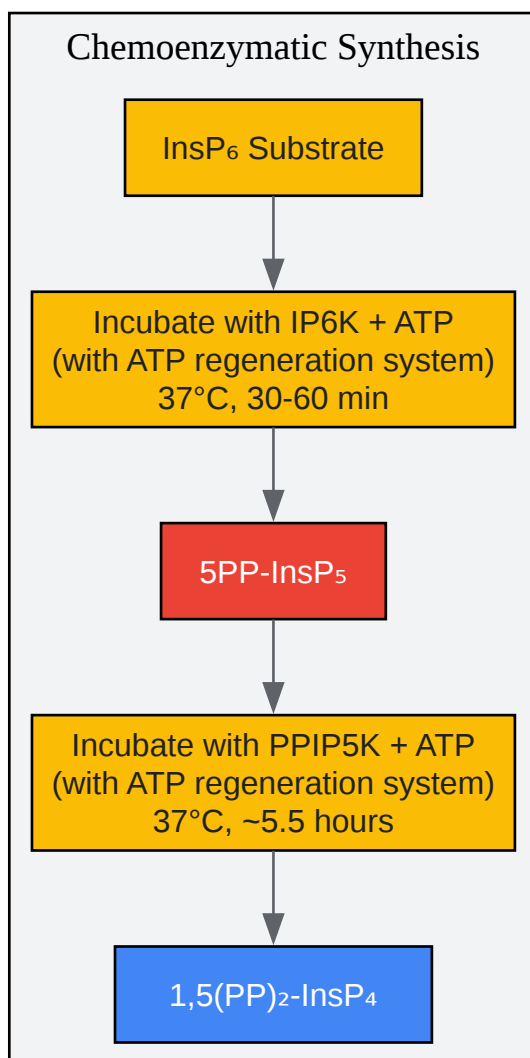 Chemoenzymatic Synthesis
InsP₆ Substrate
Incubate with IP6K + ATP
(with ATP regeneration system)
37°C, 30-60 min
5PP-InsP₅
Incubate with PPIP5K + ATP
(with ATP regeneration system)
37°C, ~5.5 hours
1,5(PP)₂-InsP₄